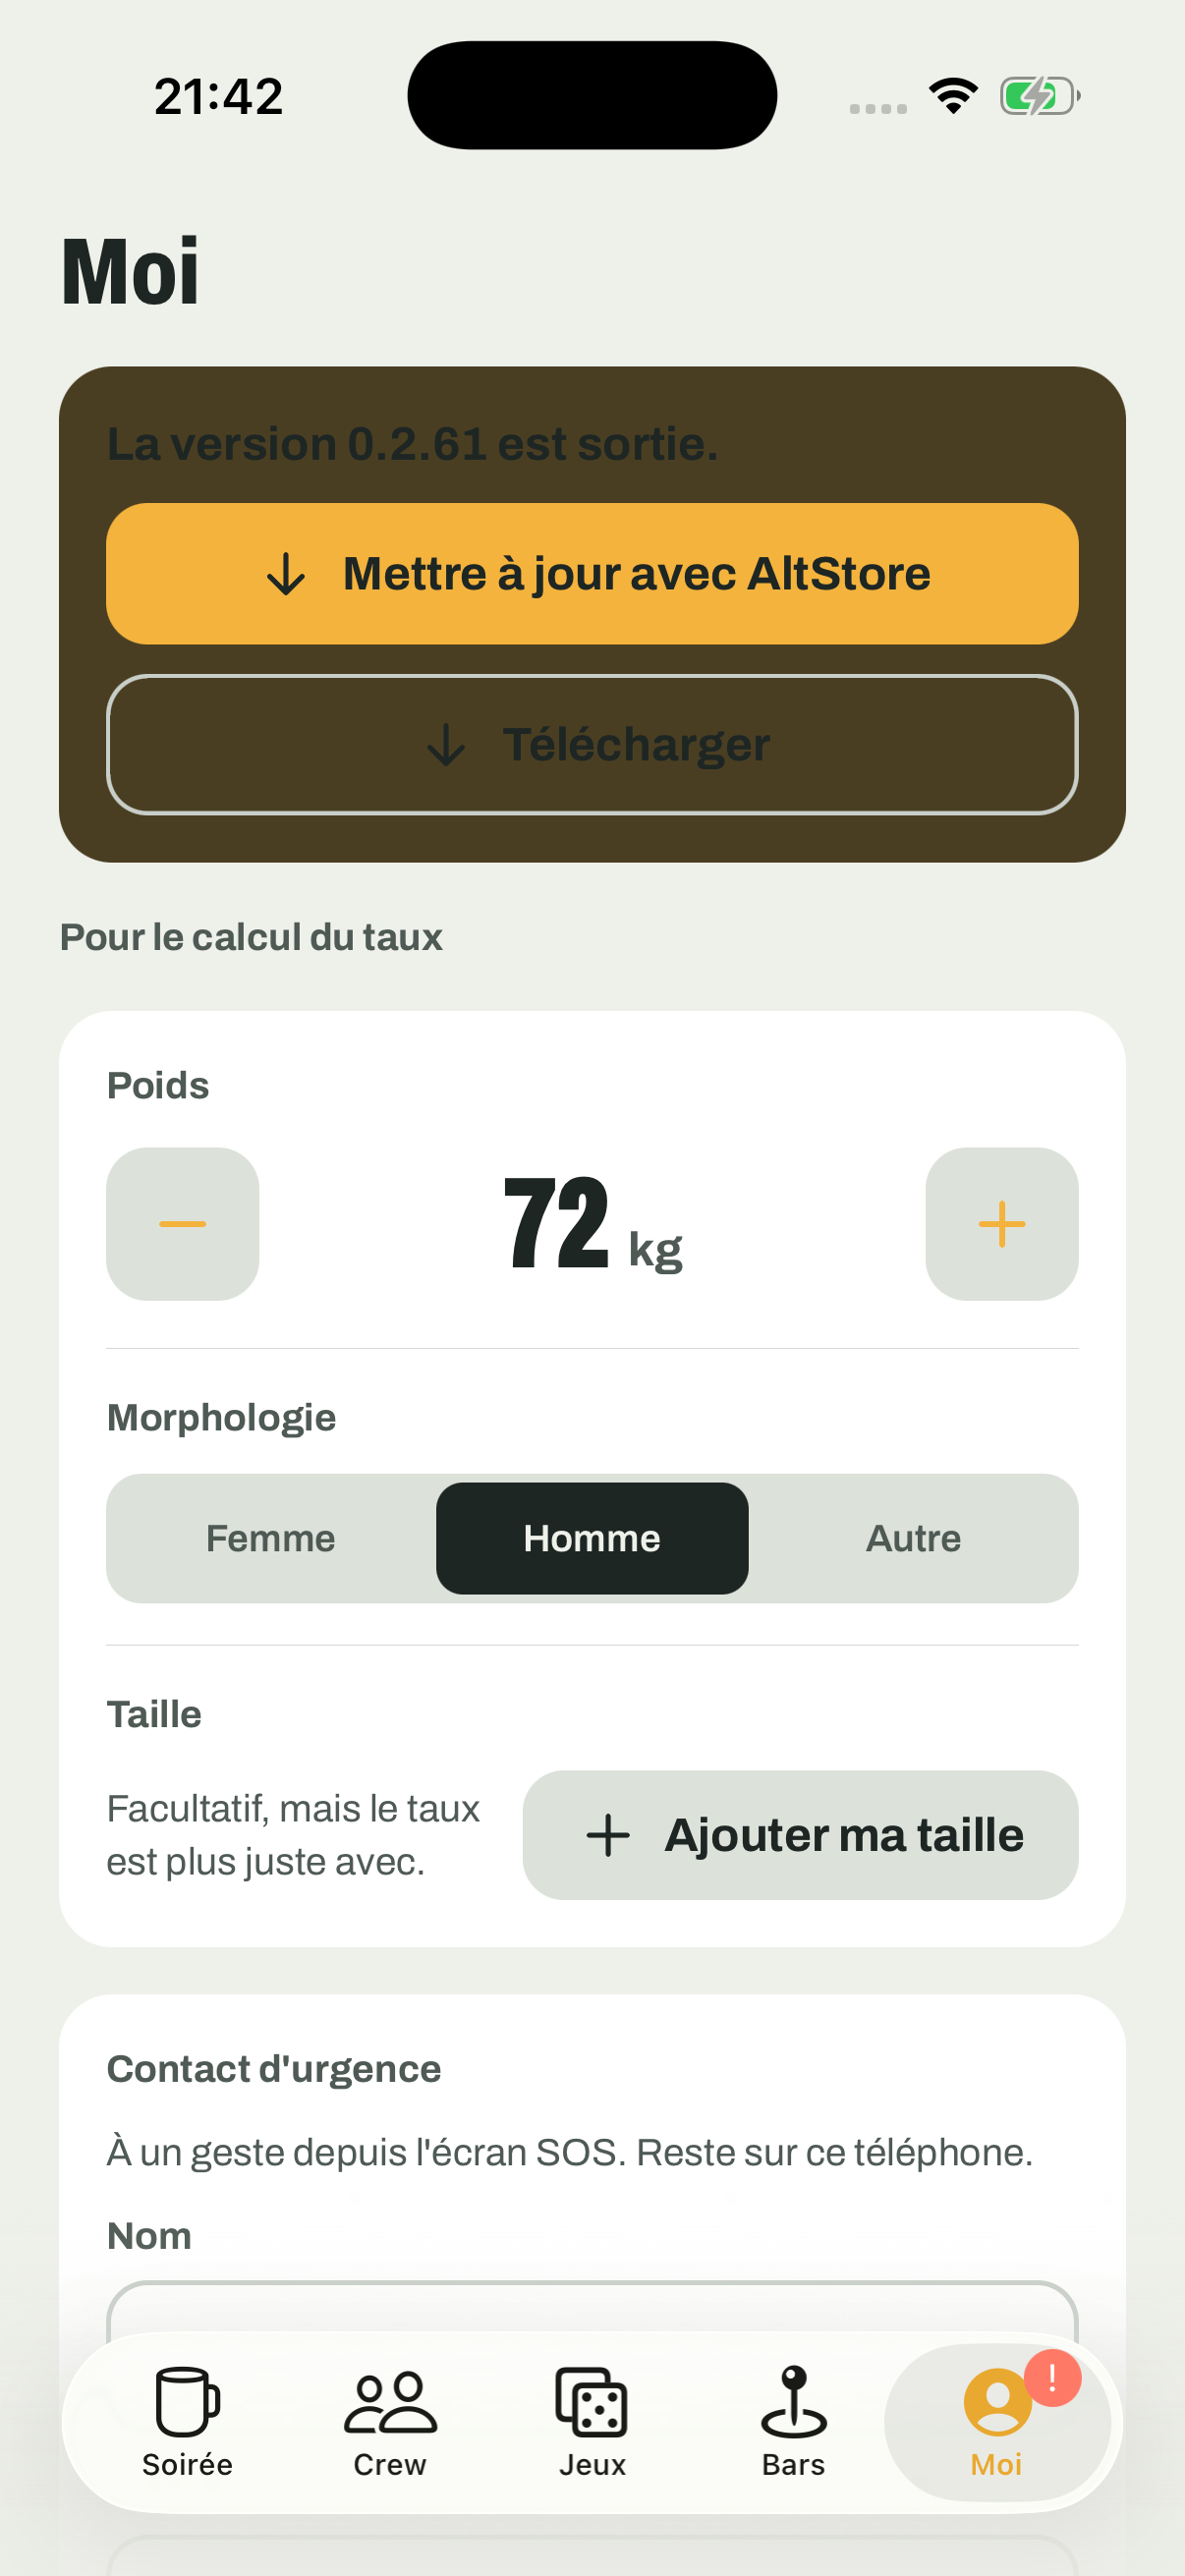 21:42
Moi
La version 0.2.61 est sortie.
Mettre à jour avec AltStore
Télécharger
Pour le calcul du taux
Poids
72 kg
Morphologie
Femme
Homme
Autre
Taille
Facultatif, mais le taux
est plus juste avec.
Ajouter ma taille
Contact d'urgence
À un geste depuis l'écran SOS. Reste sur ce téléphone.
Nom
!
Soirée
Crew
Jeux
Bars
Moi